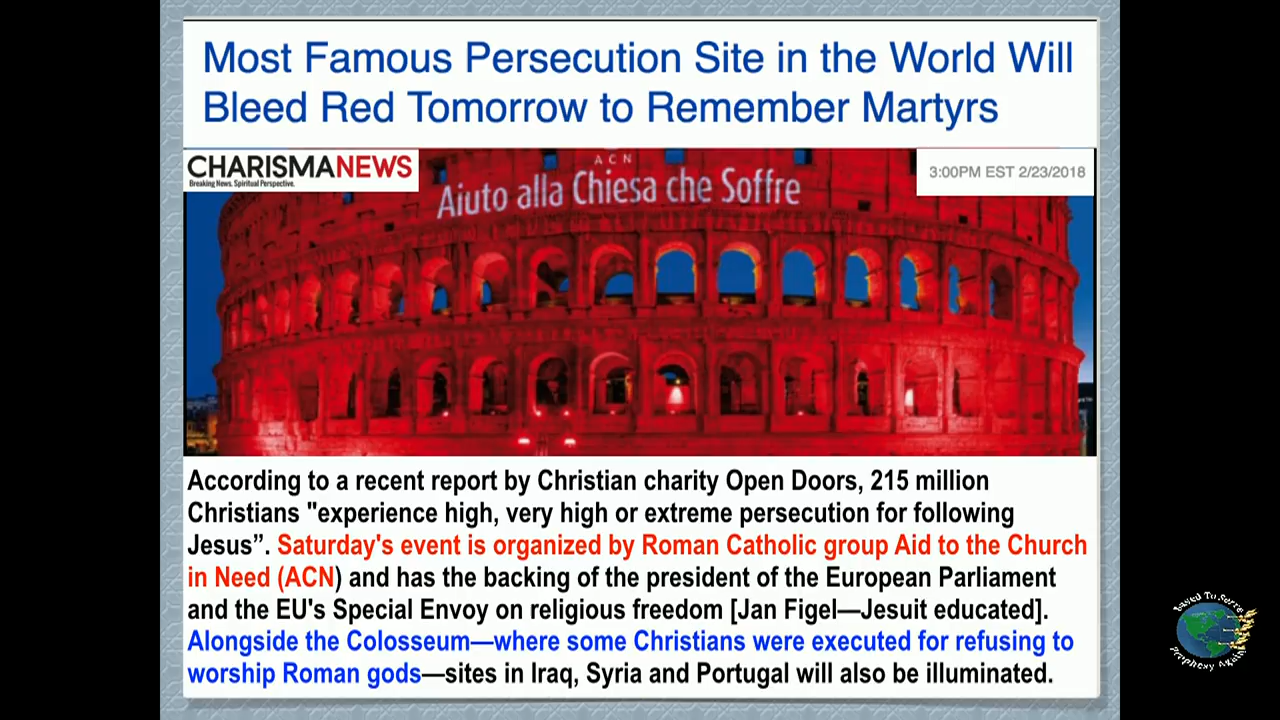 Most Famous Persecution Site in the World Will
Bleed Red Tomorrow to Remember Martyrs
CHARISMANEWS
Breaking News. Spiritual Perspective.
3:00PM EST 2/23/2018
ACN
Aiuto alla Chiesa che Soffre
According to a recent report by Christian charity Open Doors, 215 million
Christians "experience high, very high or extreme persecution for following
Jesus”. Saturday's event is organized by Roman Catholic group Aid to the Church
in Need (ACN) and has the backing of the president of the European Parliament
and the EU's Special Envoy on religious freedom [Jan Figel—Jesuit educated].
Alongside the Colosseum—where some Christians were executed for refusing to
worship Roman gods—sites in Iraq, Syria and Portugal will also be illuminated.
Prophexy Again